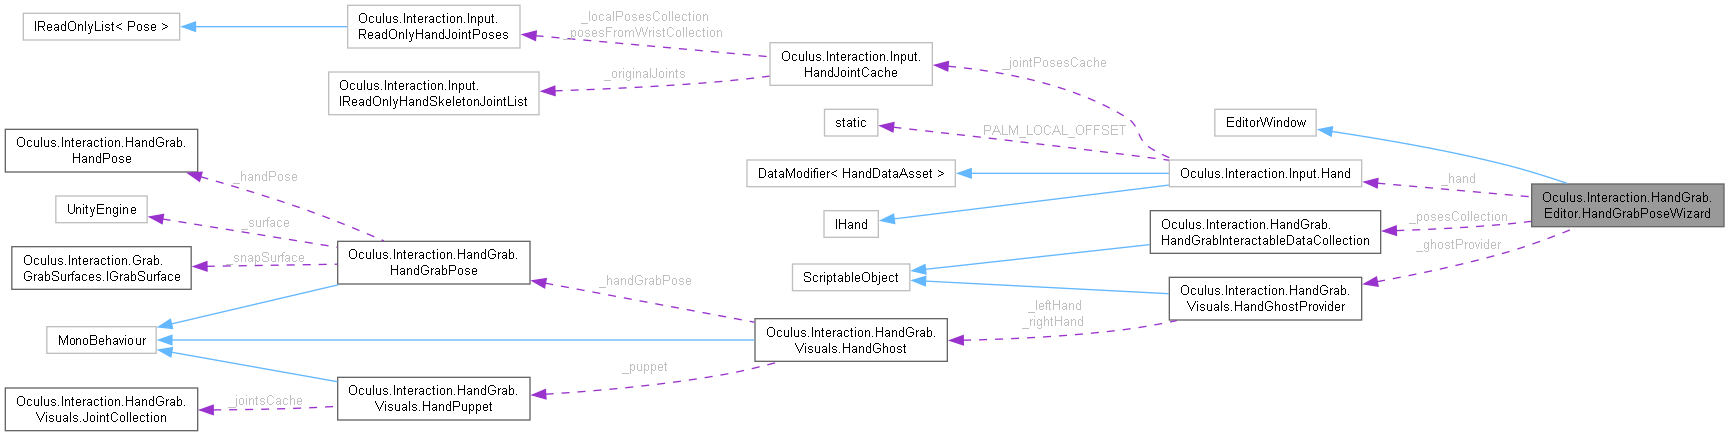 IReadOnlyList< Pose >
Oculus.Interaction.Input.
ReadOnlyHandJointPoses
_localPosesCollection
_posesFromWristCollection
Oculus.Interaction.Input.
HandJointCache
_jointPosesCache
Oculus.Interaction.Input.
IReadOnlyHandSkeletonJointList
_originalJoints
static
PALM_LOCAL_OFFSET
EditorWindow
Oculus.Interaction.HandGrab.
HandPose
_handPose
DataModifier< HandDataAsset >
Oculus.Interaction.Input.Hand
_hand
Oculus.Interaction.HandGrab.
Editor.HandGrabPoseWizard
UnityEngine
_surface
IHand
Oculus.Interaction.HandGrab.
HandGrabInteractableDataCollection
_posesCollection
_ghostProvider
Oculus.Interaction.Grab.
GrabSurfaces.IGrabSurface
_snapSurface
Oculus.Interaction.HandGrab.
HandGrabPose
_handGrabPose
ScriptableObject
Oculus.Interaction.HandGrab.
Visuals.HandGhostProvider
_leftHand
_rightHand
MonoBehaviour
Oculus.Interaction.HandGrab.
Visuals.HandGhost
_puppet
Oculus.Interaction.HandGrab.
Visuals.JointCollection
_jointsCache
Oculus.Interaction.HandGrab.
Visuals.HandPuppet